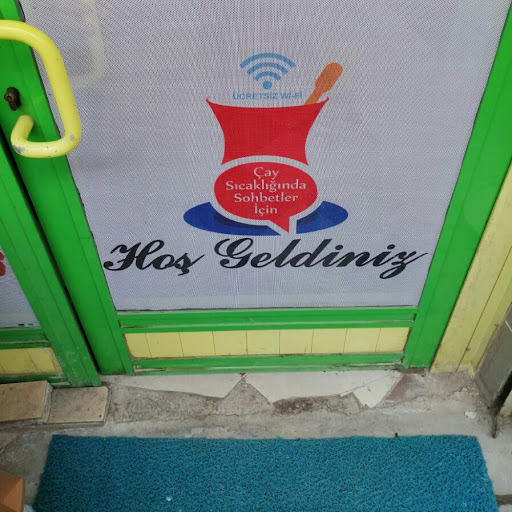 ÜCRETSİZ Wİ-Fİ
Çay
Sıcaklığında
Sohbetler
İçin
Hoş Geldiniz